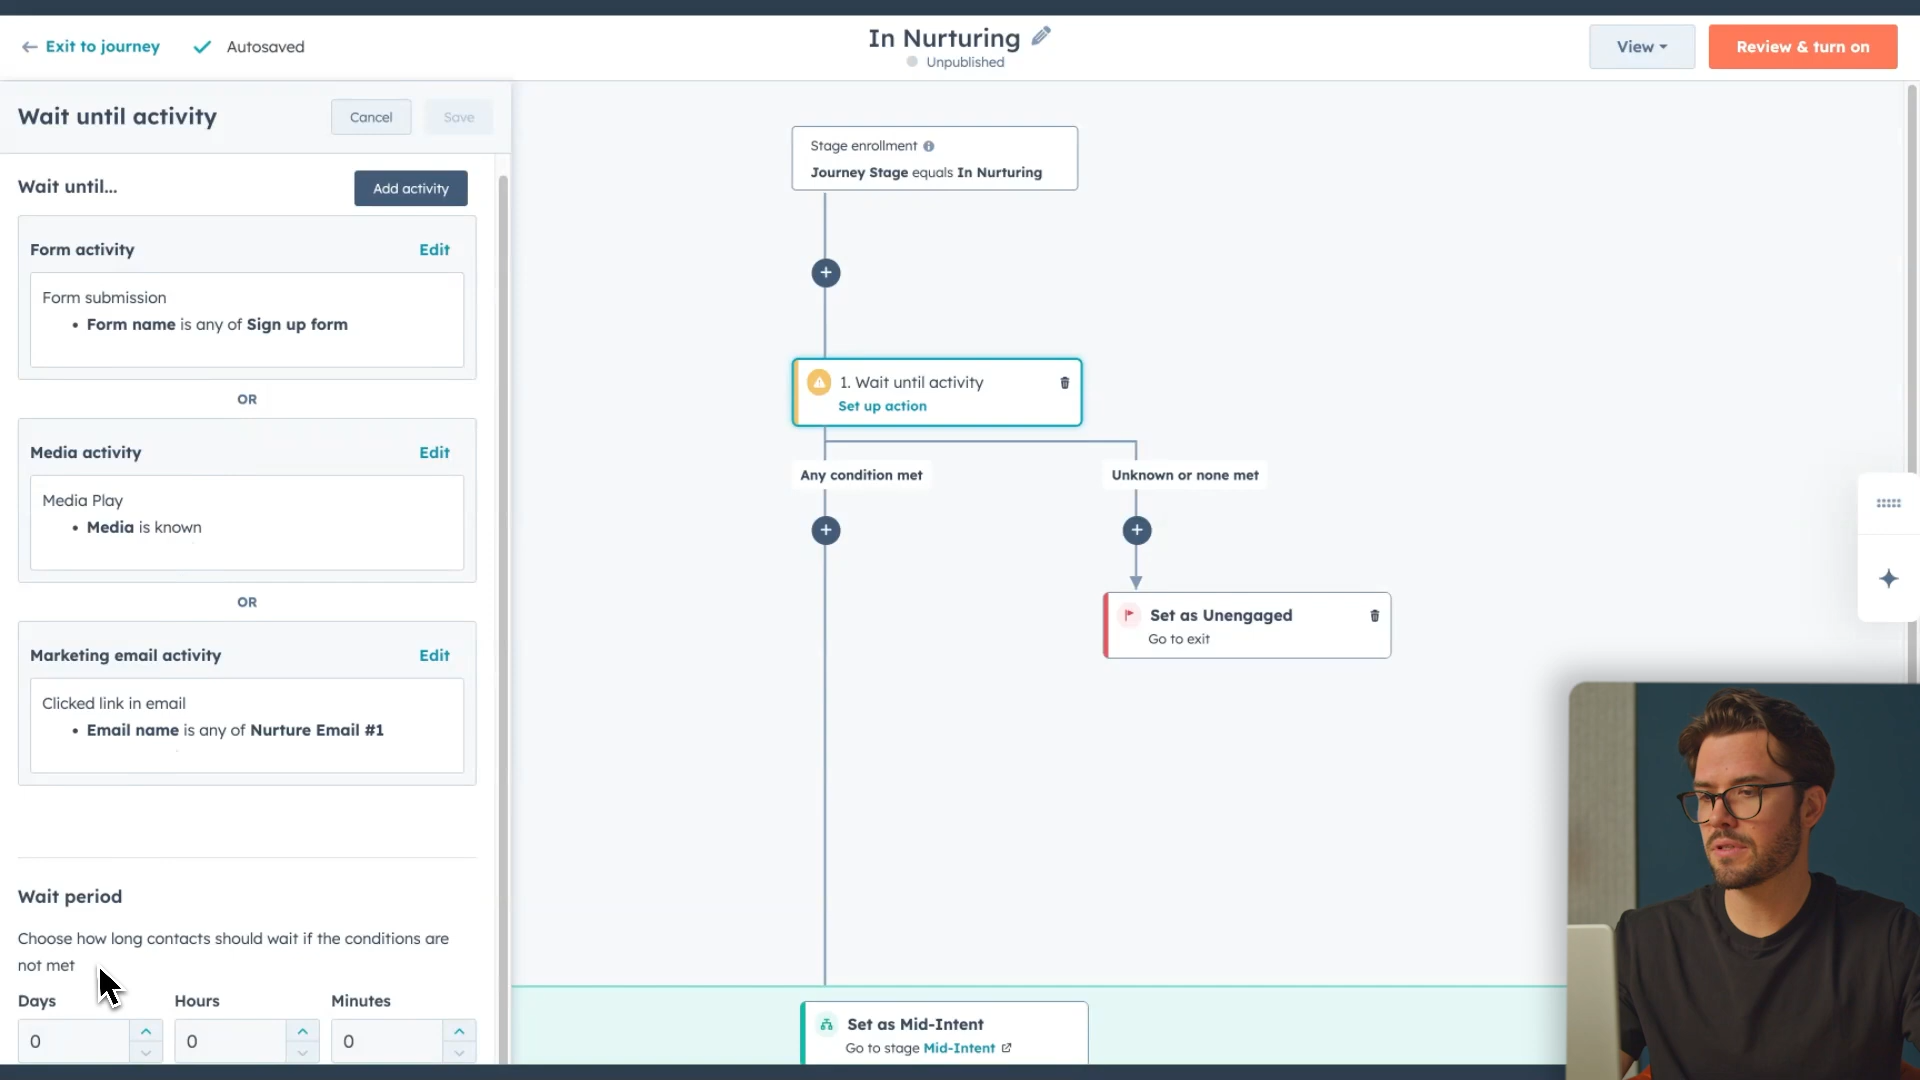 Exit to journey
Autosaved
In Nurturing
Unpublished
View
Review & turn on
Wait until activity
Cancel
Save
Wait until...
Add activity
Form activity
Edit
Form submission
• Form name is any of Sign up form
OR
Media activity
Edit
Media Play
• Media is known
OR
Marketing email activity
Edit
Clicked link in email
• Email name is any of Nurture Email #1
Wait period
Choose how long contacts should wait if the conditions are
not met
Days
Hours
Minutes
0
0
0
Stage enrollment
Journey Stage equals In Nurturing
1. Wait until activity
Set up action
Any condition met
Unknown or none met
Set as Unengaged
Go to exit
Set as Mid-Intent
Go to stage Mid-Intent